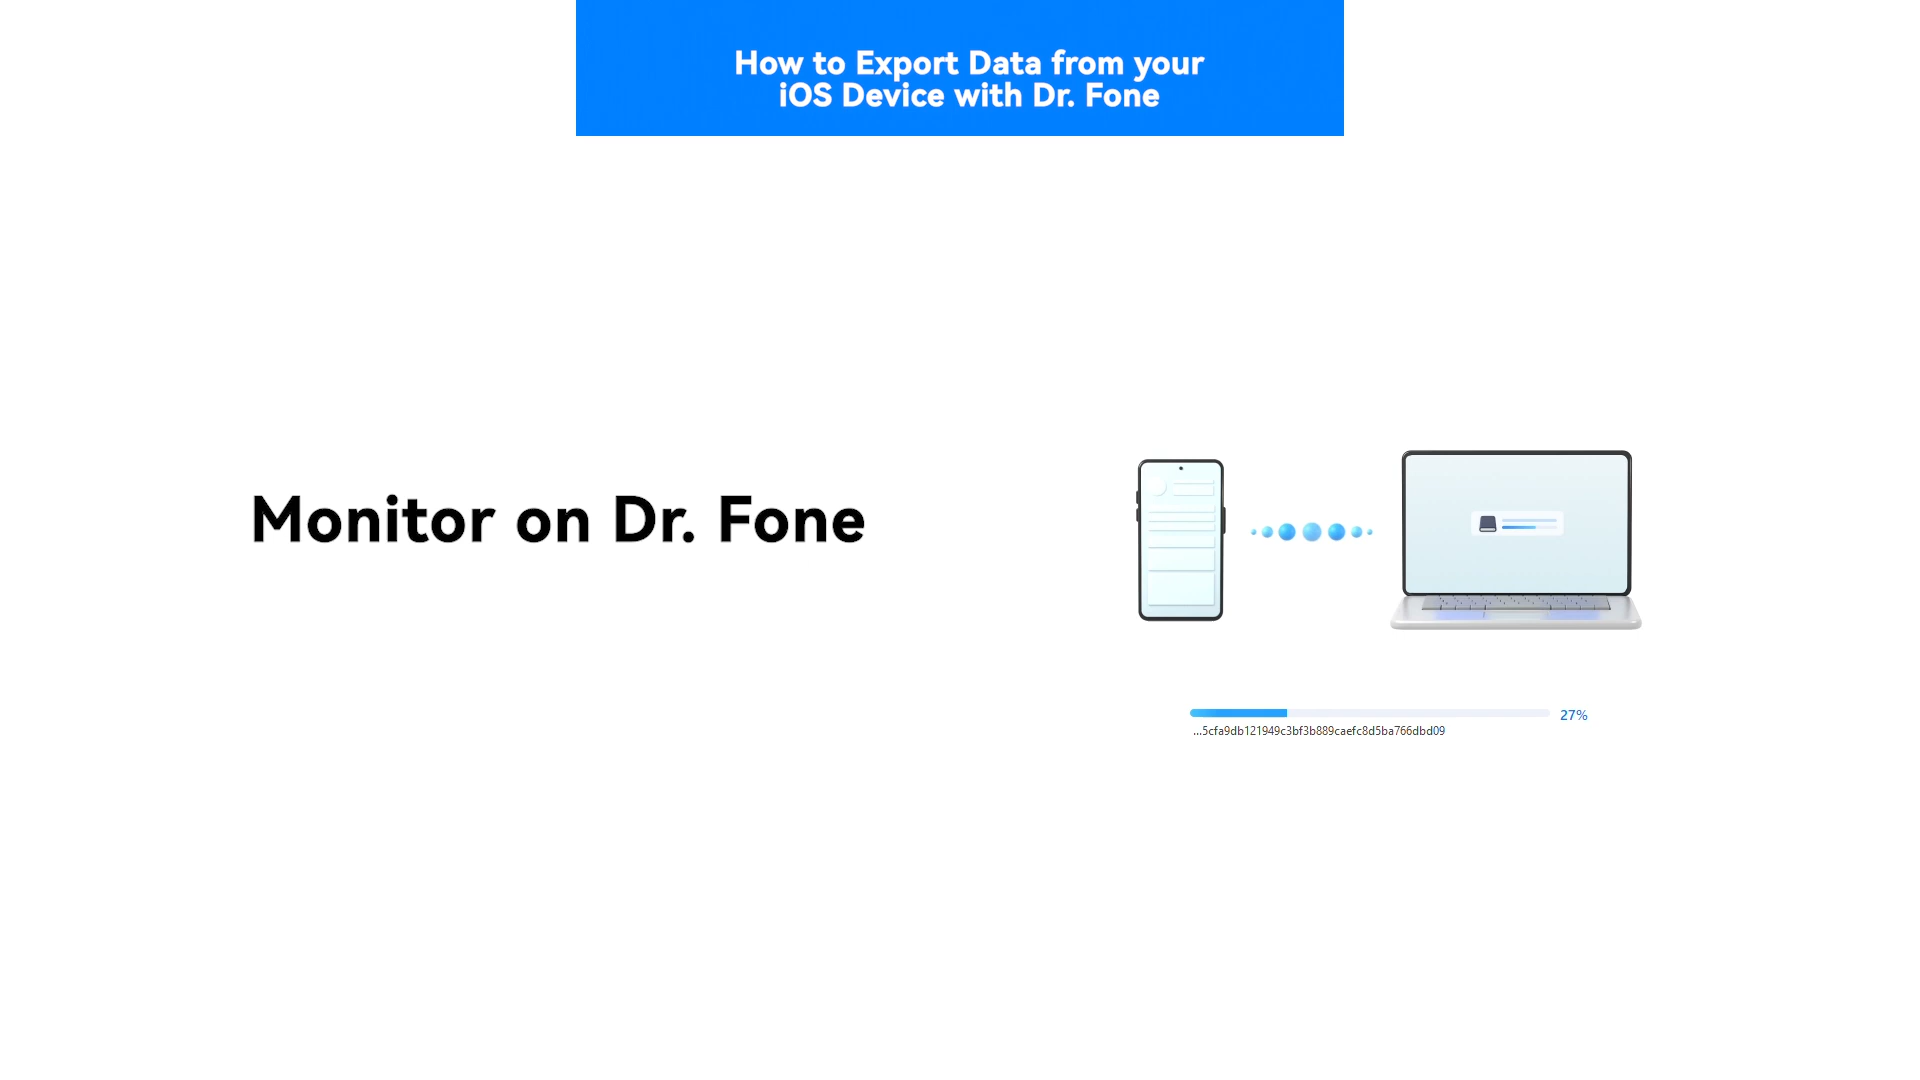 How to Export Data from your
iOS Device with Dr. Fone
Monitor on Dr. Fone
27%
...5cfa9db121949c3bf3b889caefc8d5ba766dbd09